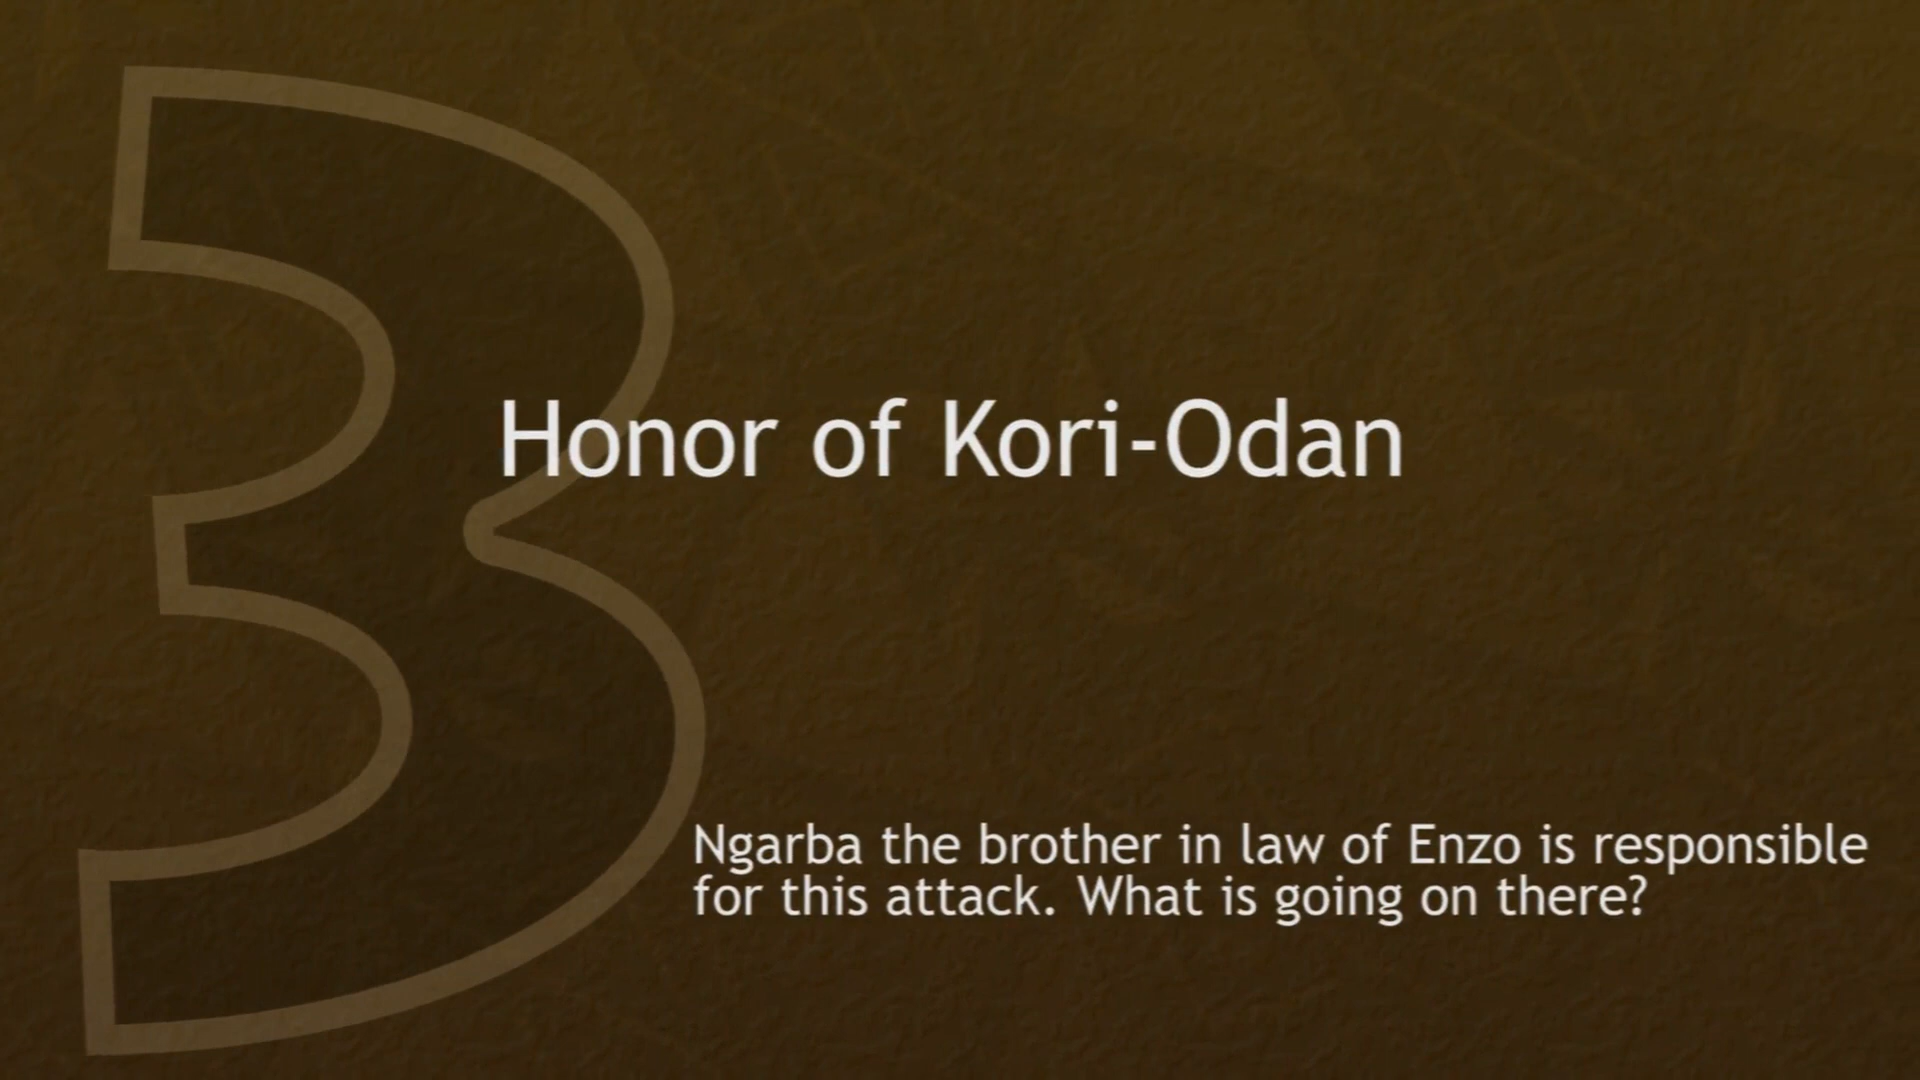 3
Honor of Kori-Odan
Ngarba the brother in law of Enzo is responsible
for this attack. What is going on there?